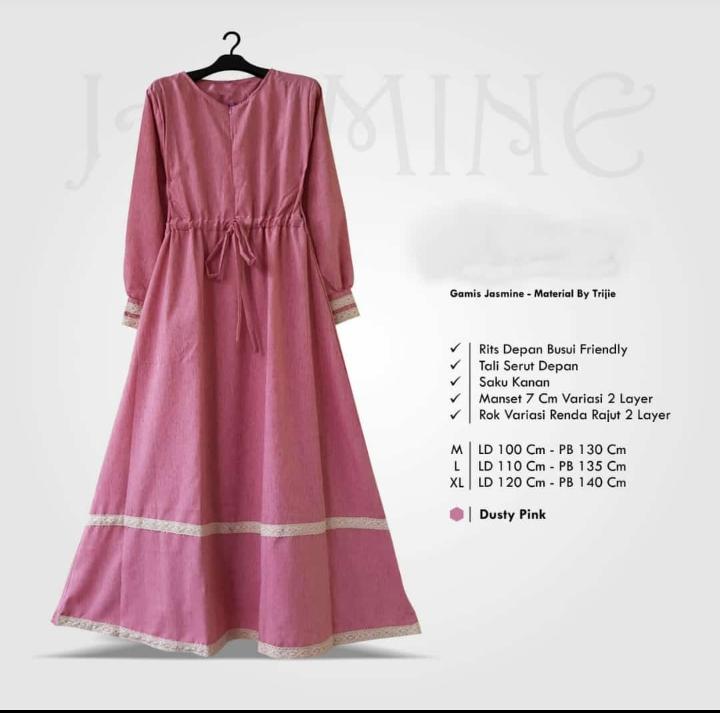 JASMINE
Gamis Jasmine - Material By Trijie
Rits Depan Busui Friendly
Tali Serut Depan
Saku Kanan
Manset 7 Cm Variasi 2 Layer
Rok Variasi Renda Rajut 2 Layer
M LD 100 Cm - PB 130 Cm
L LD 110 Cm - PB 135 Cm
XL LD 120 Cm - PB 140 Cm
Dusty Pink